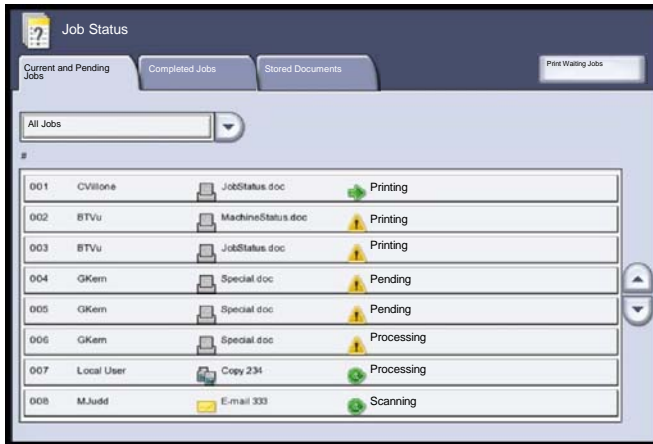 Job Status
Current and Pending Jobs
Completed Jobs
Stored Documents
Print Waiting Jobs
All Jobs
#
001 CVillone JobStatus.doc Printing
002 BTVu MachineStatus.doc Printing
003 BTVu JobStatus.doc Printing
004 GKern Special.doc Pending
005 GKern Special.doc Pending
006 GKern Special.doc Processing
007 Local User Copy 234 Processing
008 MJudd E-mail 333 Scanning